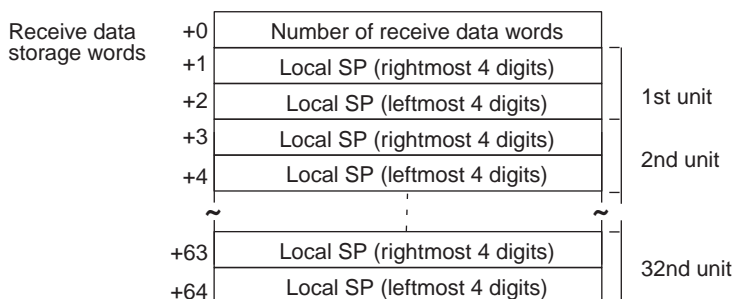 Receive data
storage words
+0 Number of receive data words
+1 Local SP (rightmost 4 digits)
+2 Local SP (leftmost 4 digits)
1st unit
+3 Local SP (rightmost 4 digits)
+4 Local SP (leftmost 4 digits)
2nd unit
~ ~
+63 Local SP (rightmost 4 digits)
+64 Local SP (leftmost 4 digits)
32nd unit